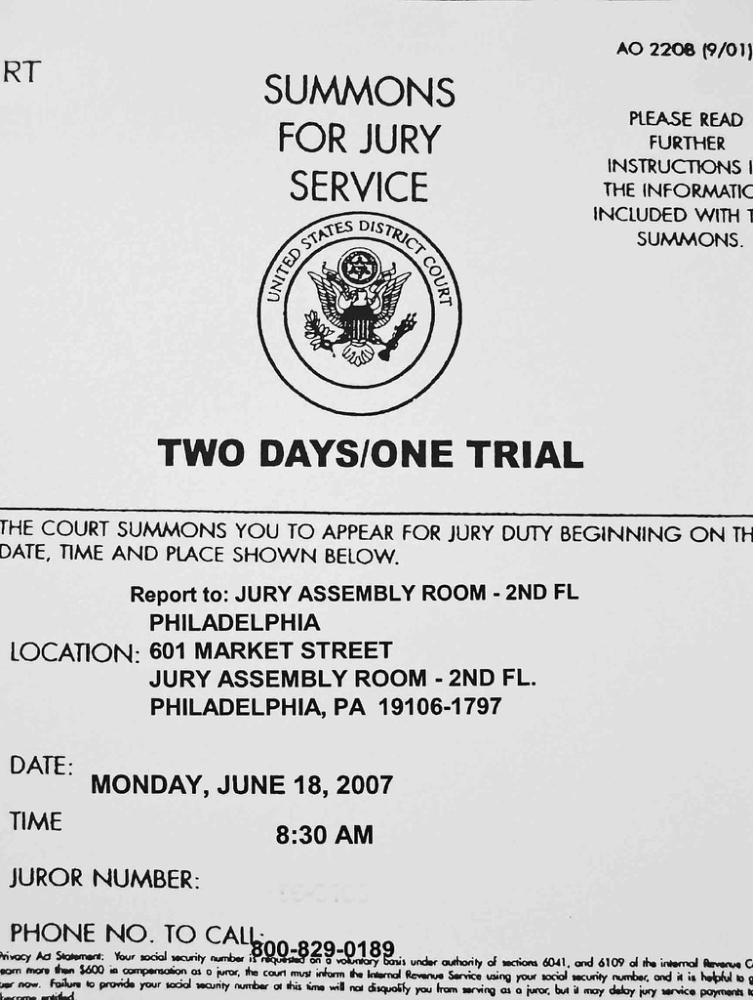 RT
AO 220B (9/01)
SUMMONS
FOR JURY
SERVICE
PLEASE READ
FURTHER
INSTRUCTIONS I
THE INFORMATIO
INCLUDED WITH T
SUMMONS.
UNITED STATES DISTRICT COURT
TWO DAYS/ONE TRIAL
THE COURT SUMMONS YOU TO APPEAR FOR JURY DUTY BEGINNING ON TH
DATE, TIME AND PLACE SHOWN BELOW.
Report to: JURY ASSEMBLY ROOM - 2ND FL
PHILADELPHIA
LOCATION: 601 MARKET STREET
JURY ASSEMBLY ROOM - 2ND FL.
PHILADELPHIA, PA 19106-1797
DATE:
MONDAY, JUNE 18, 2007
TIME
8:30 AM
JUROR NUMBER:
PHONE NO. TO CALL:
800-829-0189
Privacy Act Statement: Your social security number is requested on a voluntary basis under authority of sections 6041, and 6109 of the internal Revenue C
earn more than $600 in compensation as a juror, the court must inform the Internal Revenue Service using your social security number, and it is helpful to p
ber now. Failure to provide your social security number at this time will not disqualify you from serving as a juror, but it may delay jury service payments to
become entitled.